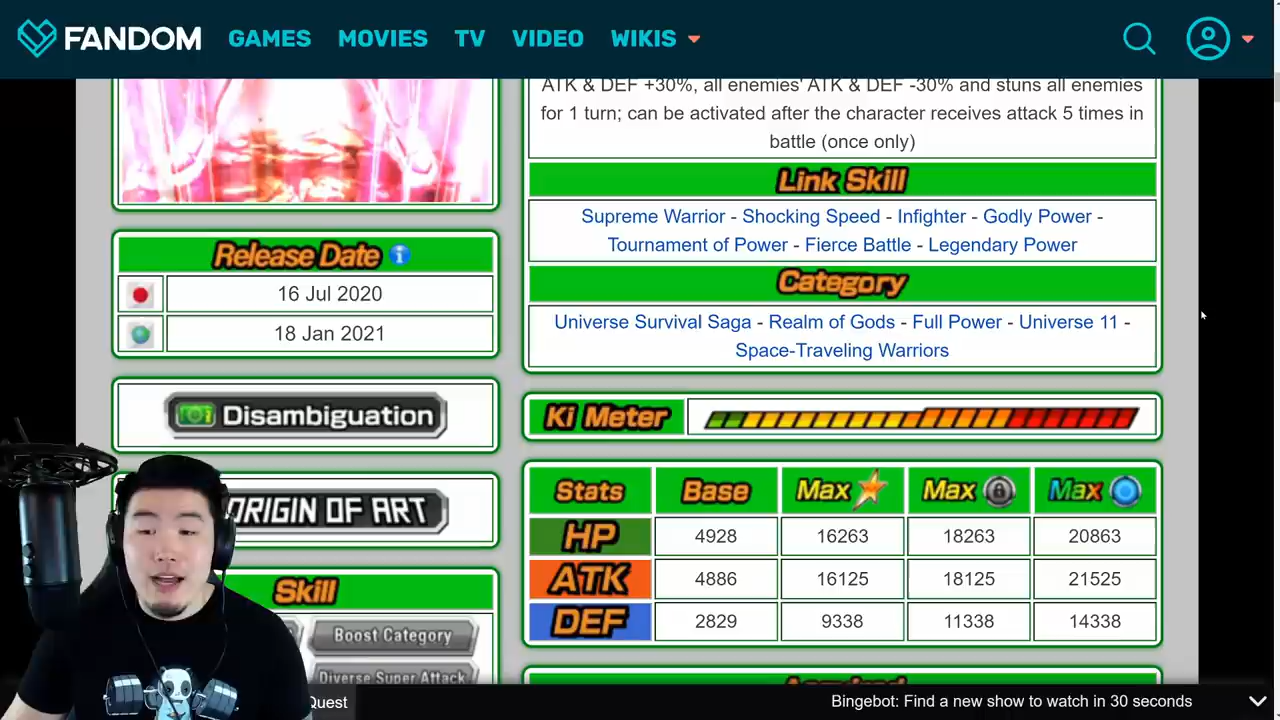 FANDOM GAMES MOVIES TV VIDEO WIKIS
ATK & DEF +30%, all enemies' ATK & DEF -30% and stuns all enemies
for 1 turn; can be activated after the character receives attack 5 times in
battle (once only)
Link Skill
Supreme Warrior - Shocking Speed - Infighter - Godly Power -
Tournament of Power - Fierce Battle - Legendary Power
Category
Universe Survival Saga - Realm of Gods - Full Power - Universe 11 -
Space-Traveling Warriors
Release Date
16 Jul 2020
18 Jan 2021
Disambiguation
ORIGIN OF ART
Skill
Boost Category
Diverse Super Attack
Ki Meter
Stats Base Max Max Max
HP 4928 16263 18263 20863
ATK 4886 16125 18125 21525
DEF 2829 9338 11338 14338
Acquired
Quest
Bingebot: Find a new show to watch in 30 seconds